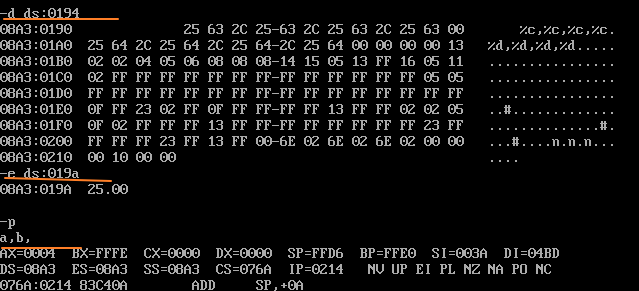 -d ds:0194
08A3:0190              25 63 2C 25-63 2C 25 63 2C 25 63 00       %c,%c,%c,%c.
08A3:01A0  25 64 2C 25 64 2C 25 64-2C 25 64 00 00 00 00 13   %d,%d,%d,%d.....
08A3:01B0  02 02 04 05 06 08 08 08-14 15 05 13 FF 16 05 11   ................
08A3:01C0  02 FF FF FF FF FF FF FF-FF FF FF FF FF FF 05 05   ................
08A3:01D0  FF FF FF FF FF FF FF FF-FF FF FF FF FF FF FF FF   ................
08A3:01E0  0F FF 23 02 FF 0F FF FF-FF FF 13 FF FF 02 02 05   ..#.............
08A3:01F0  0F 02 FF FF FF 13 FF FF-FF FF FF FF FF FF 23 FF   ..............#.
08A3:0200  FF FF FF 23 FF 13 FF 00-6E 02 6E 02 6E 02 00 00   ...#....n.n.n...
08A3:0210  00 10 00 00                                       ....
-e ds:019a
08A3:019A  25.00
-p
a,b,
AX=0004  BX=FFFE  CX=0000  DX=0000  SP=FFD6  BP=FFE0  SI=003A  DI=04BD
DS=08A3  ES=08A3  SS=08A3  CS=076A  IP=0214   NV UP EI PL NZ NA PO NC
076A:0214 83C40A        ADD     SP,+0A